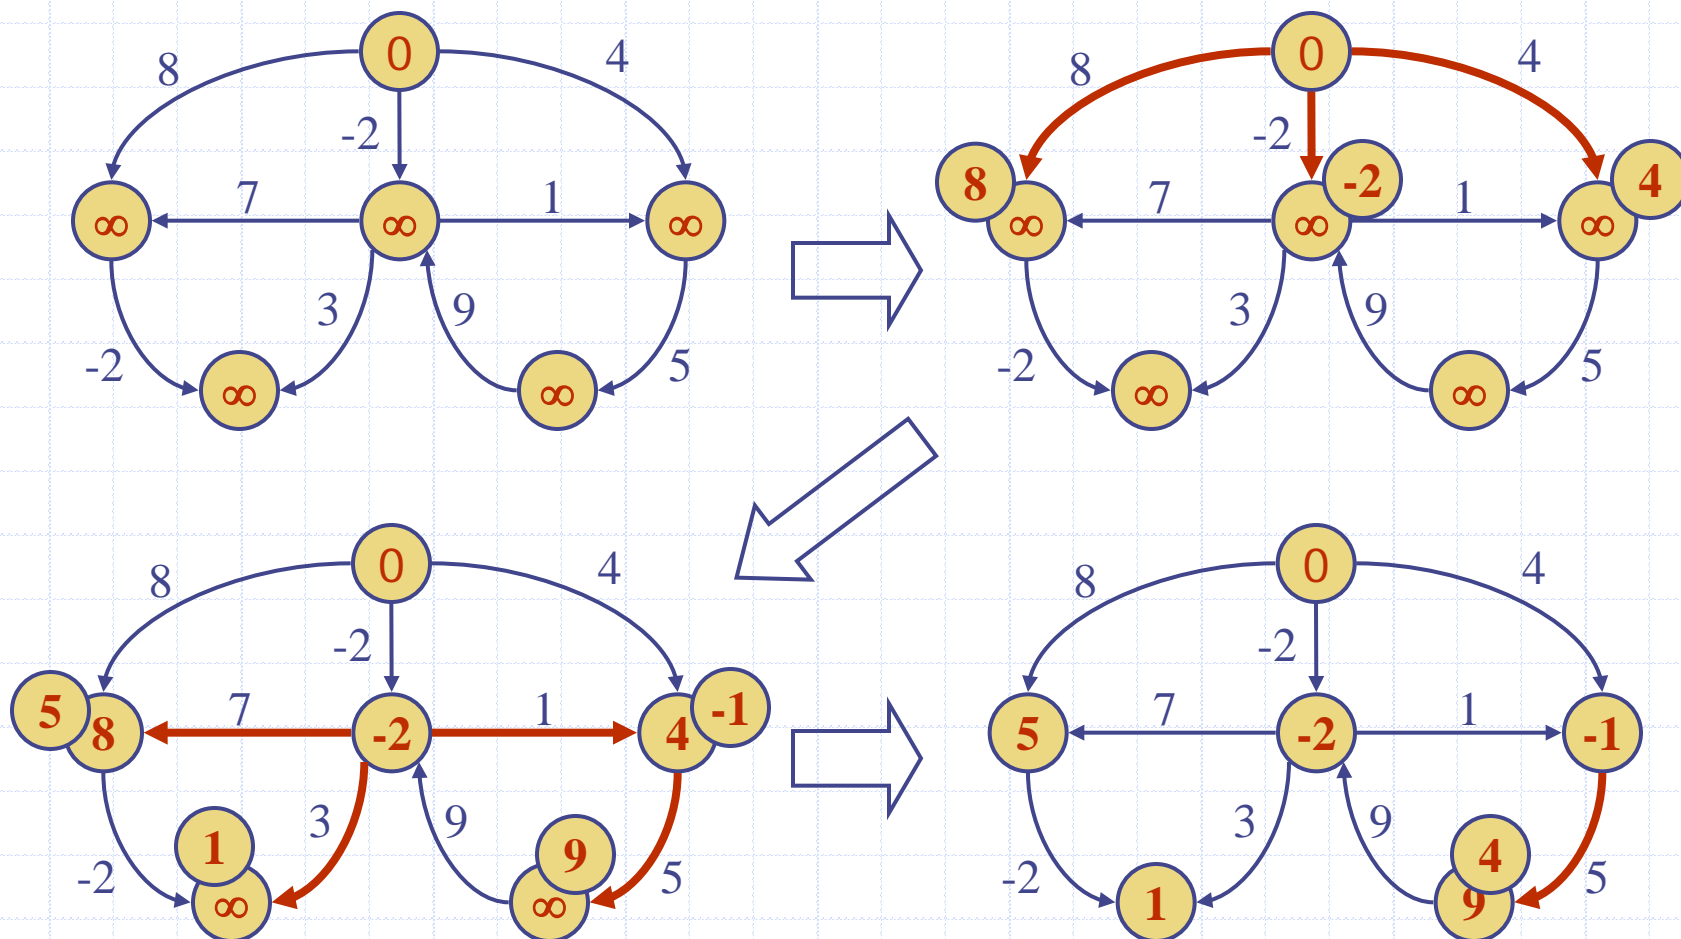 0 0
8 4 8 4
-2 -2
8 -2 4
7 1 7 1
∞ ∞ ∞ ∞ ∞ ∞
3 9 3 9
-2 5 -2 5
∞ ∞ ∞ ∞
0 0
8 4 8 4
-2 -2
5 7 1 -1 7 1
8 -2 4 5 -2 -1
3 9 3 9
1 9 4
-2 5 -2 5
∞ ∞ 1 9